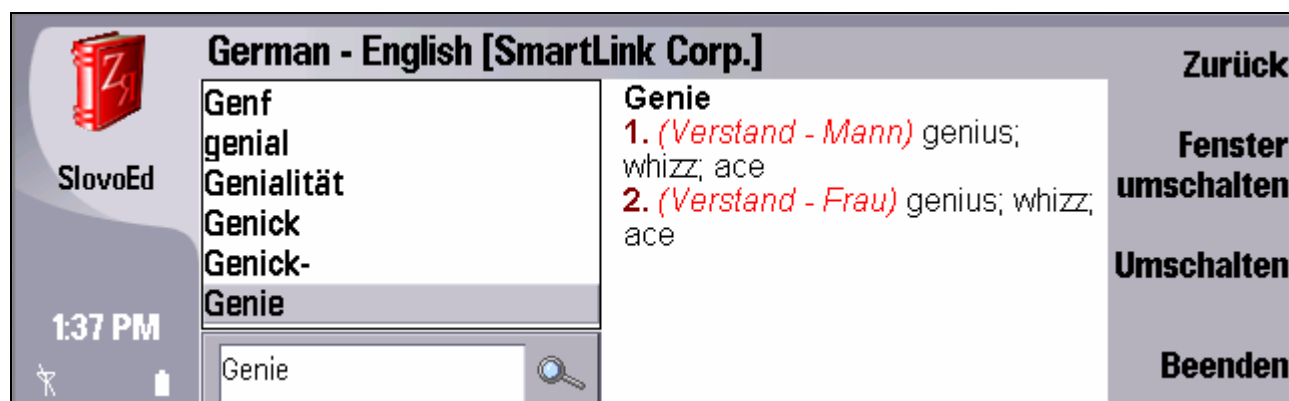 German - English [SmartLink Corp.]
SlovoEd
1:37 PM
Genf
genial
Genialität
Genick
Genick-
Genie
Genie
Genie
1. (Verstand - Mann) genius;
whizz; ace
2. (Verstand - Frau) genius; whizz;
ace
Zurück
Fenster
umschalten
Umschalten
Beenden